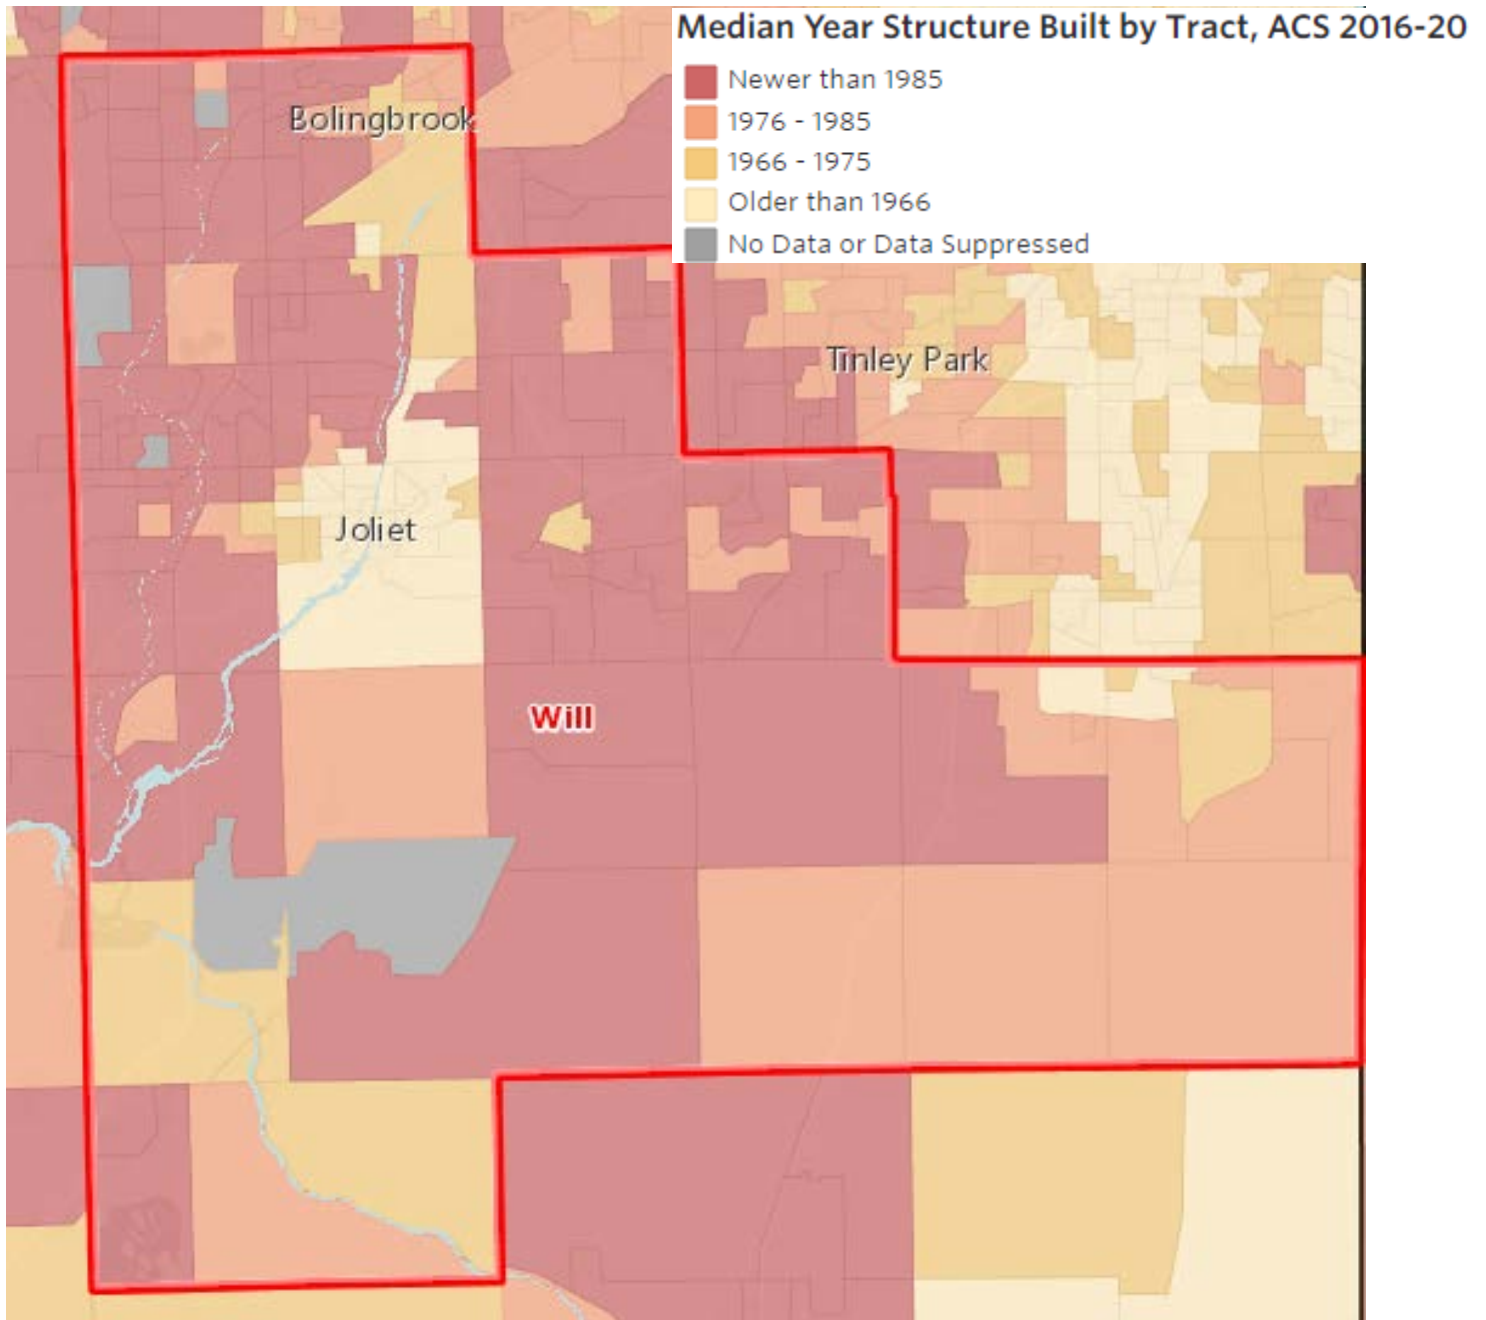 Median Year Structure Built by Tract, ACS 2016-20
Newer than 1985
1976 - 1985
1966 - 1975
Older than 1966
No Data or Data Suppressed
Bolingbrook
Tinley Park
Joliet
Will